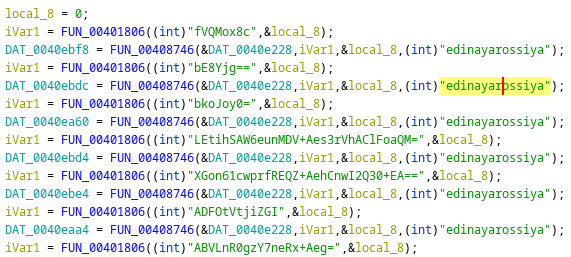 local_8 = 0;
iVar1 = FUN_00401806((int)"fVQMox8c",&local_8);
DAT_0040ebf8 = FUN_00408746(&DAT_0040e228,iVar1,&local_8,(int)"edinayarossiya");
iVar1 = FUN_00401806((int)"bE8Yjg==",&local_8);
DAT_0040ebdc = FUN_00408746(&DAT_0040e228,iVar1,&local_8,(int)"edinayarossiya");
iVar1 = FUN_00401806((int)"bkoJoy0=",&local_8);
DAT_0040ea60 = FUN_00408746(&DAT_0040e228,iVar1,&local_8,(int)"edinayarossiya");
iVar1 = FUN_00401806((int)"LEtihSAW6eunMDV+Aes3rVhAClFoaQM=",&local_8);
DAT_0040ebd4 = FUN_00408746(&DAT_0040e228,iVar1,&local_8,(int)"edinayarossiya");
iVar1 = FUN_00401806((int)"XGon61cwprfREQZ+AehCnwI2Q30+EA==",&local_8);
DAT_0040ebe4 = FUN_00408746(&DAT_0040e228,iVar1,&local_8,(int)"edinayarossiya");
iVar1 = FUN_00401806((int)"ADFOtVtjiZGI",&local_8);
DAT_0040eaa4 = FUN_00408746(&DAT_0040e228,iVar1,&local_8,(int)"edinayarossiya");
iVar1 = FUN_00401806((int)"ABVLnR0gzY7neRx+Aeg=",&local_8);